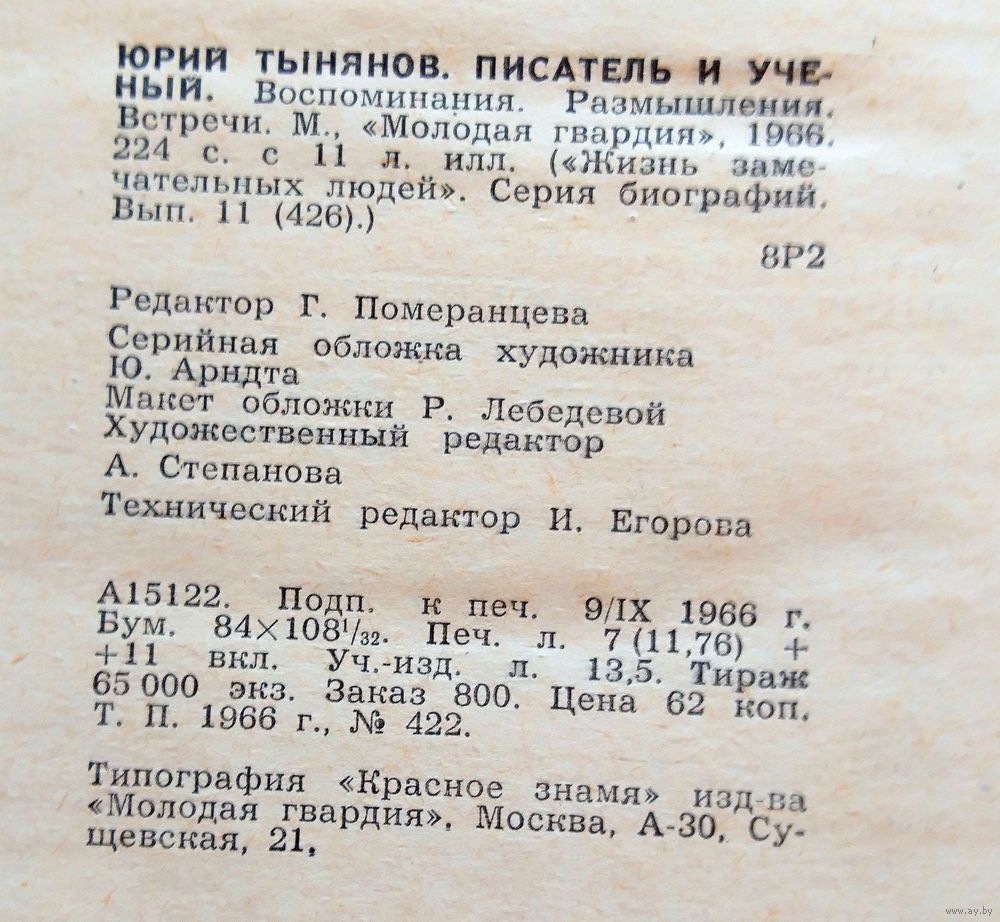 ЮРИЙ ТЫНЯНОВ. ПИСАТЕЛЬ И УЧЕ-
НЫЙ. Воспоминания. Размышления.
Встречи. М., «Молодая гвардия», 1966.
224 с. с 11 л. илл. («Жизнь заме-
чательных людей». Серия биографий.
Вып. 11 (426).)
8Р2
Редактор Г. Померанцева
Серийная обложка художника
Ю. Арндта
Макет обложки Р. Лебедевой
Художественный редактор
А. Степанова
Технический редактор И. Егорова
А15122. Подп. к печ. 9/IX 1966 г.
Бум. 84×108¹/₃₂. Печ. л. 7 (11,76) +
+11 вкл. Уч.-изд. л. 13,5. Тираж
65 000 экз. Заказ 800. Цена 62 коп.
Т. П. 1966 г., № 422.
Типография «Красное знамя» изд-ва
«Молодая гвардия». Москва, А-30, Су-
щевская, 21.
www.ay.by